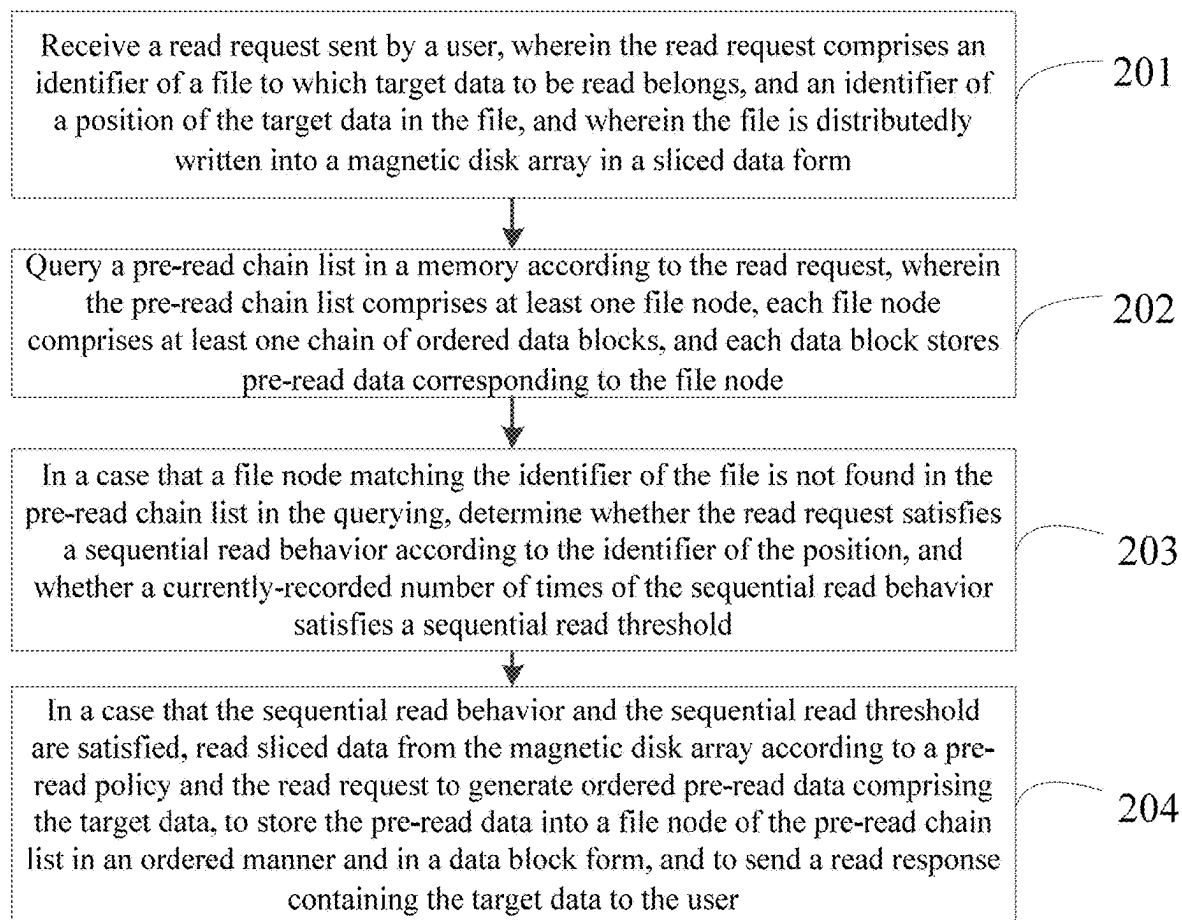 Receive a read request sent by a user, wherein the read request comprises an
identifier of a file to which target data to be read belongs, and an identifier of
a position of the target data in the file, and wherein the file is distributedly
written into a magnetic disk array in a sliced data form
201
Query a pre-read chain list in a memory according to the read request, wherein
the pre-read chain list comprises at least one file node, each file node
comprises at least one chain of ordered data blocks, and each data block stores
pre-read data corresponding to the file node
202
In a case that a file node matching the identifier of the file is not found in the
pre-read chain list in the querying, determine whether the read request satisfies
a sequential read behavior according to the identifier of the position, and
whether a currently-recorded number of times of the sequential read behavior
satisfies a sequential read threshold
203
In a case that the sequential read behavior and the sequential read threshold
are satisfied, read sliced data from the magnetic disk array according to a pre-
read policy and the read request to generate ordered pre-read data comprising
the target data, to store the pre-read data into a file node of the pre-read chain
list in an ordered manner and in a data block form, and to send a read response
containing the target data to the user
204